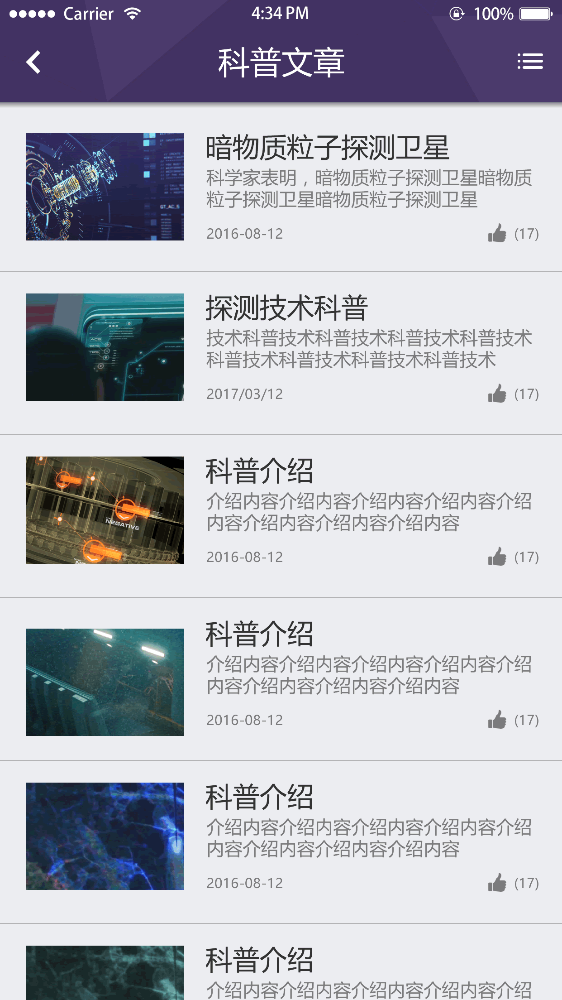 Carrier 4:34 PM 100%
科普文章
暗物质粒子探测卫星
科学家表明，暗物质粒子探测卫星暗物质
粒子探测卫星暗物质粒子探测卫星
2016-08-12 (17)
GT_AC_S
探测技术科普
技术科普技术科普技术科普技术科普技术
科普技术科普技术科普技术科普技术
2017/03/12 (17)
ACB
SPS
TPS
科普介绍
介绍内容介绍内容介绍内容介绍内容介绍
内容介绍内容介绍内容介绍内容
2016-08-12 (17)
NEGATIVE
科普介绍
介绍内容介绍内容介绍内容介绍内容介绍
内容介绍内容介绍内容介绍内容
2016-08-12 (17)
科普介绍
介绍内容介绍内容介绍内容介绍内容介绍
内容介绍内容介绍内容介绍内容
2016-08-12 (17)
科普介绍
介绍内容介绍内容介绍内容介绍内容介绍